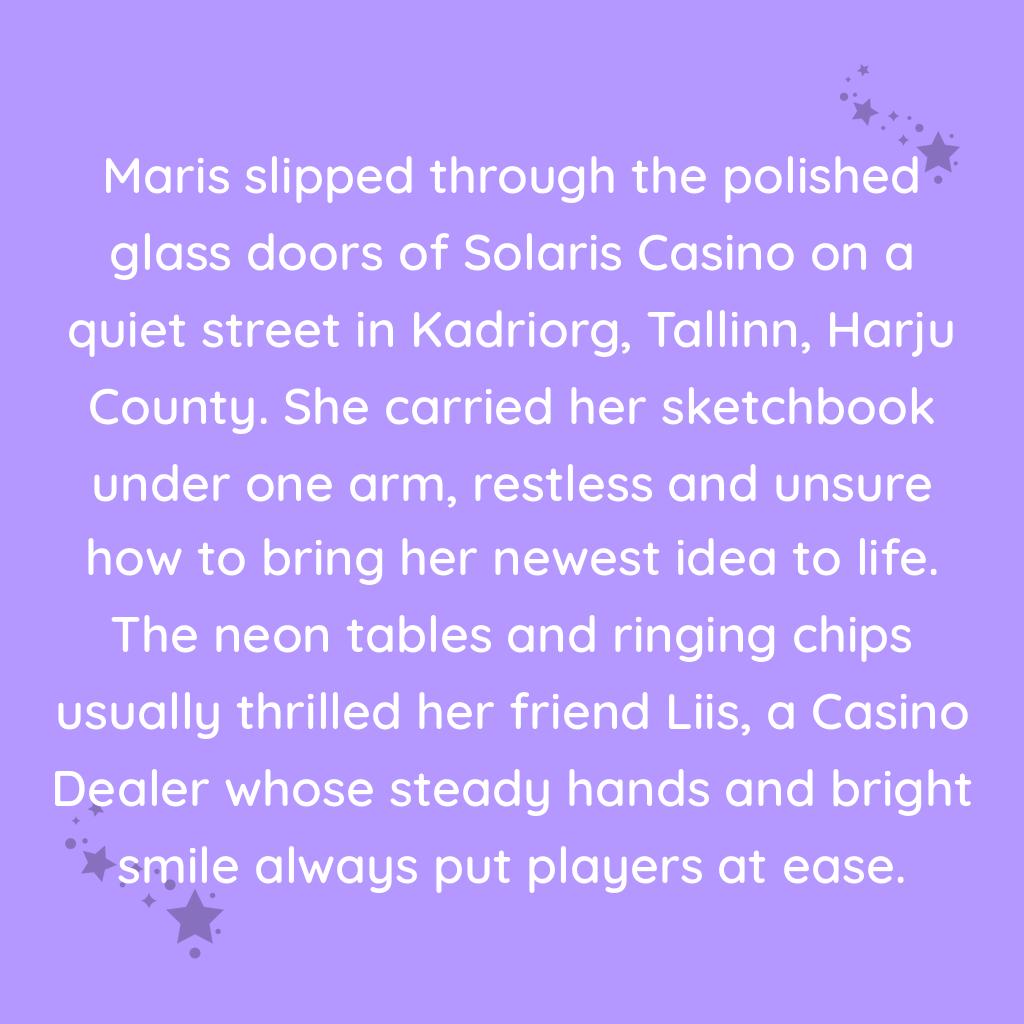 Maris slipped through the polished
glass doors of Solaris Casino on a
quiet street in Kadriorg, Tallinn, Harju
County. She carried her sketchbook
under one arm, restless and unsure
how to bring her newest idea to life.
The neon tables and ringing chips
usually thrilled her friend Liis, a Casino
Dealer whose steady hands and bright
smile always put players at ease.